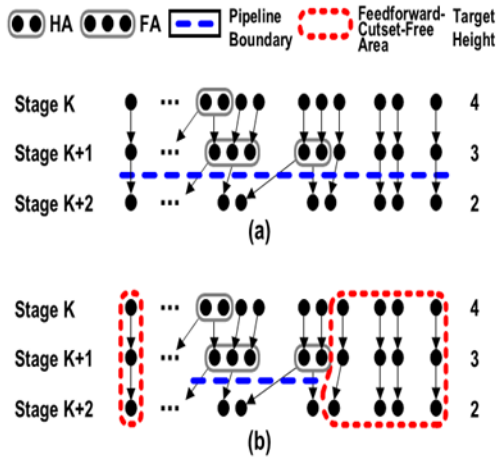 HA FA Pipeline Boundary Feedforward-Cutset-Free Area Target Height
Stage K ... 4
Stage K+1 ... 3
Stage K+2 ... 2
(a)
Stage K ... 4
Stage K+1 ... 3
Stage K+2 ... 2
(b)